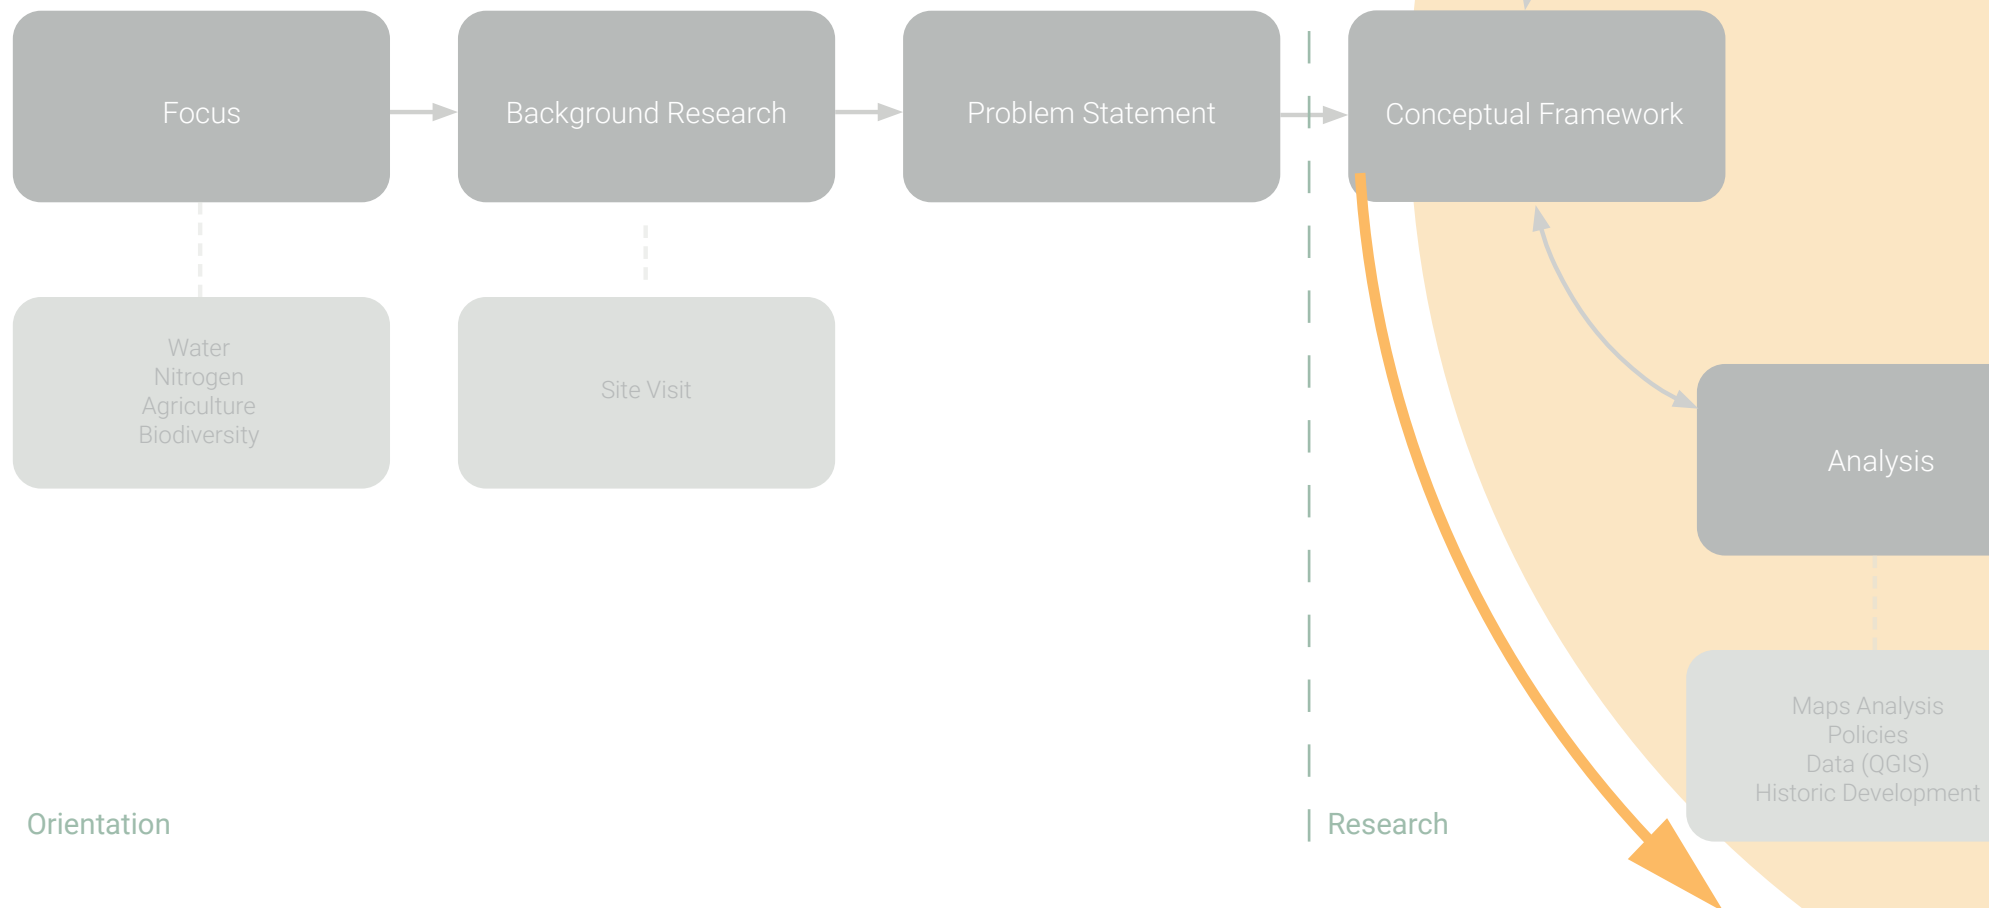 Focus
Background Research
Problem Statement
Conceptual Framework
Water
Nitrogen
Agriculture
Biodiversity
Site Visit
Analysis
Maps Analysis
Policies
Data (QGIS)
Historic Development
Orientation
Research